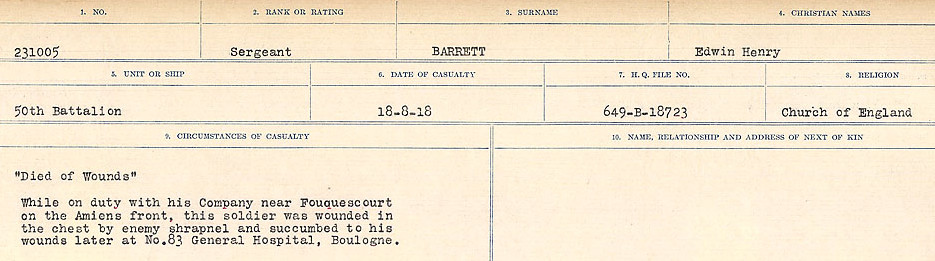 1. NO. 2. RANK OR RATING 3. SURNAME 4. CHRISTIAN NAMES
231005 Sergeant BARRETT Edwin Henry
5. UNIT OR SHIP 6. DATE OF CASUALTY 7. H.Q. FILE NO. 8. RELIGION
50th Battalion 18-8-18 649-B-18723 Church of England
9. CIRCUMSTANCES OF CASUALTY 10. NAME, RELATIONSHIP AND ADDRESS OF NEXT OF KIN
"Died of Wounds"
While on duty with his Company near Fouquescourt
on the Amiens front, this soldier was wounded in
the chest by enemy shrapnel and succumbed to his
wounds later at No.83 General Hospital, Boulogne.